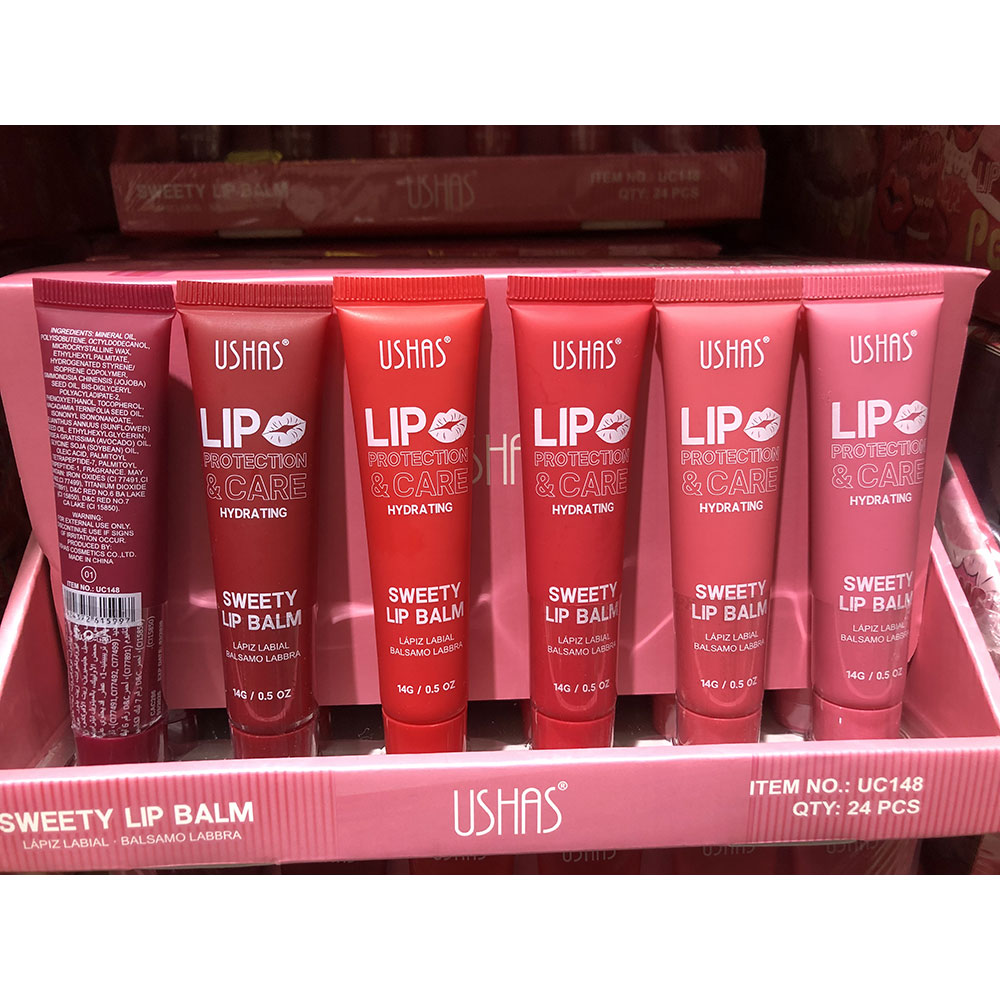 SWEETY LIP BALM
USHAS
ITEM NO.: UC148
QTY: 24 PCS
INGREDIENTS: MINERAL OIL,
POLYISOBUTENE, OCTYLDODECANOL,
MICROCRYSTALLINE WAX,
ETHYLHEXYL PALMITATE,
HYDROGENATED STYRENE/
ISOPRENE COPOLYMER,
SIMMONDSIA CHINENSIS (JOJOBA)
SEED OIL, BIS-DIGLYCERYL
POLYACYLADIPATE-2,
PHENOXYETHANOL, TOCOPHEROL,
MACADAMIA TERNIFOLIA SEED OIL,
ISONONYL ISONONANOATE,
ANNUUS (SUNFLOWER)
SEED OIL, ETHYLHEXYLGLYCERIN,
GRATISSIMA (AVOCADO) OIL,
SOJA (SOYBEAN) OIL,
OLEIC ACID, PALMITOYL
TETRAPEPTIDE-7, PALMITOYL
FRAGRANCE. MAY
IRON OXIDES (CI 77491, CI
77499), TITANIUM DIOXIDE
D&C RED NO.6 BA LAKE
(CI 15850), D&C RED NO.7
CA LAKE (CI 15850).
WARNING:
FOR EXTERNAL USE ONLY.
DISCONTINUE USE IF SIGNS
OF IRRITATION OCCUR.
PRODUCED BY:
USHAS COSMETICS CO.,LTD.
MADE IN CHINA
01
ITEM NO.: UC148
USHAS®
LIP
PROTECTION
& CARE
HYDRATING
SWEETY
LIP BALM
LÁPIZ LABIAL
BALSAMO LABBRA
14G / 0.5 OZ
USHAS®
LIP
PROTECTION
& CARE
HYDRATING
SWEETY
LIP BALM
LÁPIZ LABIAL
BALSAMO LABBRA
14G / 0.5 OZ
USHAS®
LIP
PROTECTION
& CARE
HYDRATING
SWEETY
LIP BALM
LÁPIZ LABIAL
BALSAMO LABBRA
14G / 0.5 OZ
USHAS®
LIP
PROTECTION
& CARE
HYDRATING
SWEETY
LIP BALM
LÁPIZ LABIAL
BALSAMO LABBRA
14G / 0.5 OZ
USHAS®
LIP
PROTECTION
& CARE
HYDRATING
SWEETY
LIP BALM
LÁPIZ LABIAL
BALSAMO LABBRA
14G / 0.5 OZ
SWEETY LIP BALM
LÁPIZ LABIAL · BALSAMO LABBRA
USHAS®
ITEM NO.: UC148
QTY: 24 PCS